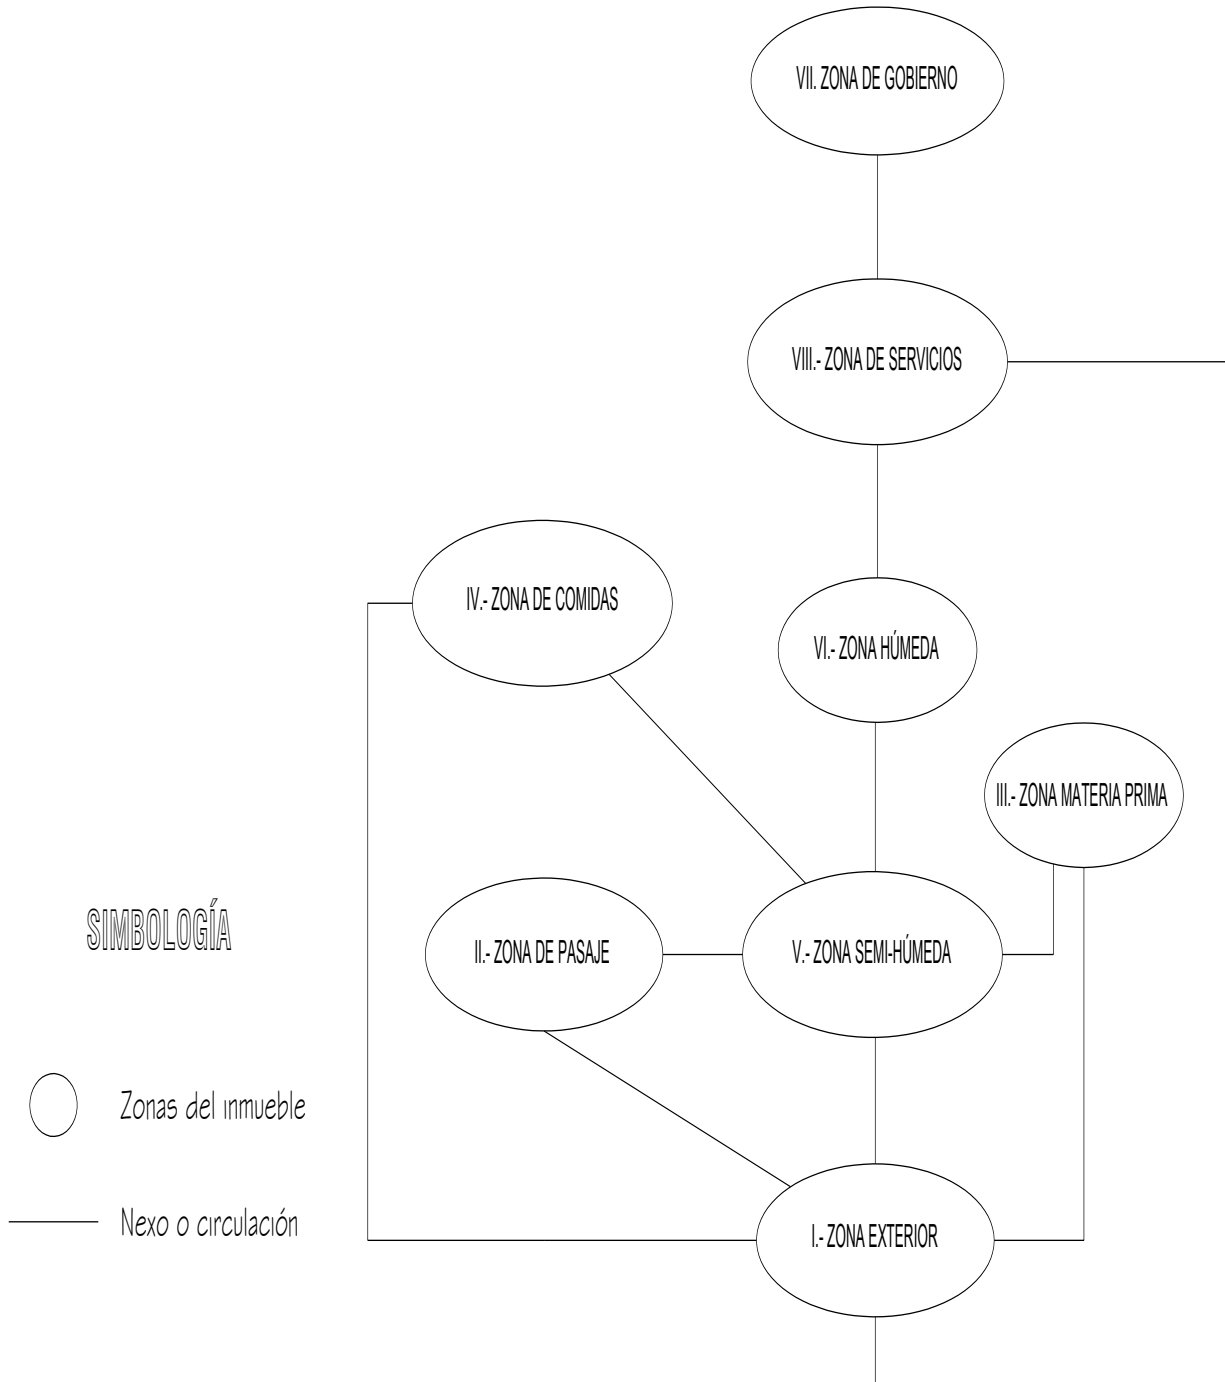 VII. ZONA DE GOBIERNO
VIII.- ZONA DE SERVICIOS
IV.- ZONA DE COMIDAS
VI.- ZONA HÚMEDA
III.- ZONA MATERIA PRIMA
SIMBOLOGÍA
II.- ZONA DE PASAJE
V.- ZONA SEMI-HÚMEDA
Zonas del inmueble
Nexo o circulación
I.- ZONA EXTERIOR